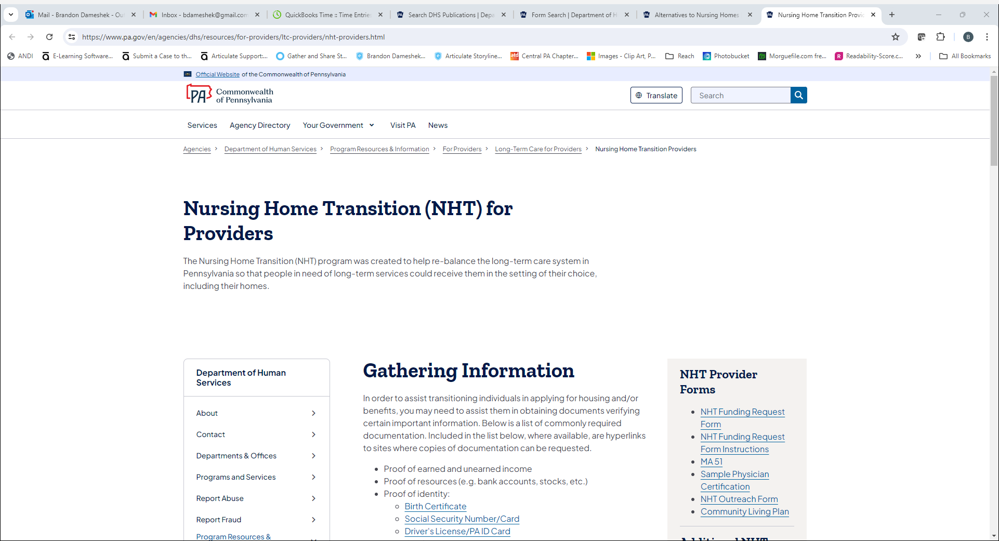 Mail - Brandon Dameshek - Out
Inbox - bdameshek@gmail.com
QuickBooks Time :: Time Entries
Search DHS Publications | Depa
Form Search | Department of H
Alternatives to Nursing Homes
Nursing Home Transition Provid
https://www.pa.gov/en/agencies/dhs/resources/for-providers/ltc-providers/nht-providers.html
B
ANDI
E-Learning Software...
Submit a Case to th...
Articulate Support:...
Gather and Share St...
Brandon Dameshek...
Articulate Storyline...
atd Central PA Chapter...
Images - Clip Art, P...
Reach
Photobucket
Morguefile.com fre...
R Readability-Score.c...
All Bookmarks
Official Website of the Commonwealth of Pennsylvania
PA Commonwealth
of Pennsylvania
Translate
Search
Services
Agency Directory
Your Government
Visit PA
News
Agencies > Department of Human Services > Program Resources & Information > For Providers > Long-Term Care for Providers > Nursing Home Transition Providers
Nursing Home Transition (NHT) for
Providers
The Nursing Home Transition (NHT) program was created to help re-balance the long-term care system in
Pennsylvania so that people in need of long-term services could receive them in the setting of their choice,
including their homes.
Department of Human
Services
About
Contact
Departments & Offices
Programs and Services
Report Abuse
Report Fraud
Program Resources &
Gathering Information
In order to assist transitioning individuals in applying for housing and/or
benefits, you may need to assist them in obtaining documents verifying
certain important information. Below is a list of commonly required
documentation. Included in the list below, where available, are hyperlinks
to sites where copies of documentation can be requested.
• Proof of earned and unearned income
• Proof of resources (e.g. bank accounts, stocks, etc.)
• Proof of identity:
◦ Birth Certificate
◦ Social Security Number/Card
◦ Driver's License/PA ID Card
NHT Provider
Forms
• NHT Funding Request
Form
• NHT Funding Request
Form Instructions
• MA 51
• Sample Physician
Certification
• NHT Outreach Form
• Community Living Plan
Additional NHT